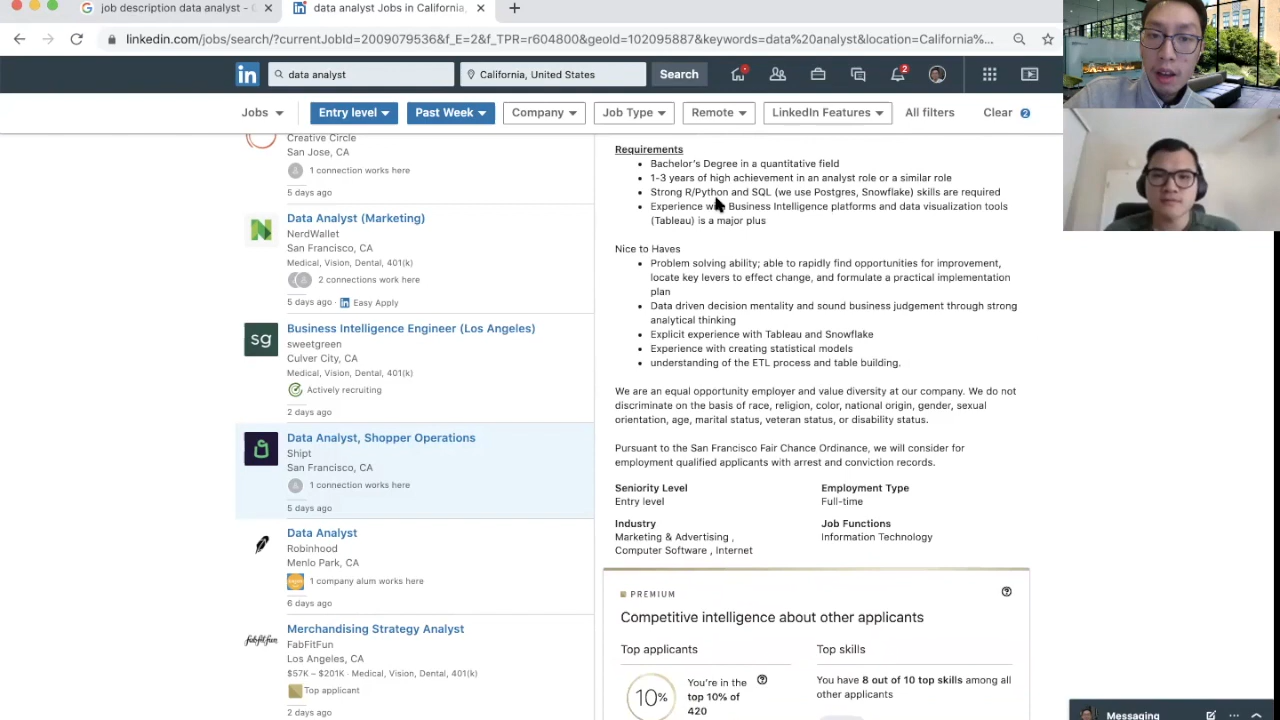 job description data analyst -
data analyst Jobs in California,
linkedin.com/jobs/search/?currentJobId=2009079536&f_E=2&f_TPR=r604800&geoId=102095887&keywords=data%20analyst&location=California%...
in
data analyst
California, United States
Search
2
Jobs
Entry level
Past Week
Company
Job Type
Remote
LinkedIn Features
All filters
Clear
2
Creative Circle
San Jose, CA
1 connection works here
5 days ago
Data Analyst (Marketing)
NerdWallet
San Francisco, CA
Medical, Vision, Dental, 401(k)
2 connections work here
5 days ago · in Easy Apply
sg
Business Intelligence Engineer (Los Angeles)
sweetgreen
Culver City, CA
Medical, Vision, Dental, 401(k)
Actively recruiting
2 days ago
Data Analyst, Shopper Operations
Shipt
San Francisco, CA
1 connection works here
5 days ago
Data Analyst
Robinhood
Menlo Park, CA
1 company alum works here
6 days ago
fabfitfun
Merchandising Strategy Analyst
FabFitFun
Los Angeles, CA
$57K – $201K · Medical, Vision, Dental, 401(k)
Top applicant
2 days ago
Requirements
Bachelor's Degree in a quantitative field
1-3 years of high achievement in an analyst role or a similar role
Strong R/Python and SQL (we use Postgres, Snowflake) skills are required
Experience Business Intelligence platforms and data visualization tools
(Tableau) is a major plus
Nice to Haves
Problem solving ability; able to rapidly find opportunities for improvement,
locate key levers to effect change, and formulate a practical implementation
plan
Data driven decision mentality and sound business judgement through strong
analytical thinking
Explicit experience with Tableau and Snowflake
Experience with creating statistical models
understanding of the ETL process and table building.
We are an equal opportunity employer and value diversity at our company. We do not
discriminate on the basis of race, religion, color, national origin, gender, sexual
orientation, age, marital status, veteran status, or disability status.
Pursuant to the San Francisco Fair Chance Ordinance, we will consider for
employment qualified applicants with arrest and conviction records.
Seniority Level
Entry level
Employment Type
Full-time
Industry
Marketing & Advertising ,
Computer Software , Internet
Job Functions
Information Technology
PREMIUM
Competitive intelligence about other applicants
Top applicants
10%
You're in the
top 10% of
420
Top skills
You have 8 out of 10 top skills among all
other applicants
Messaging